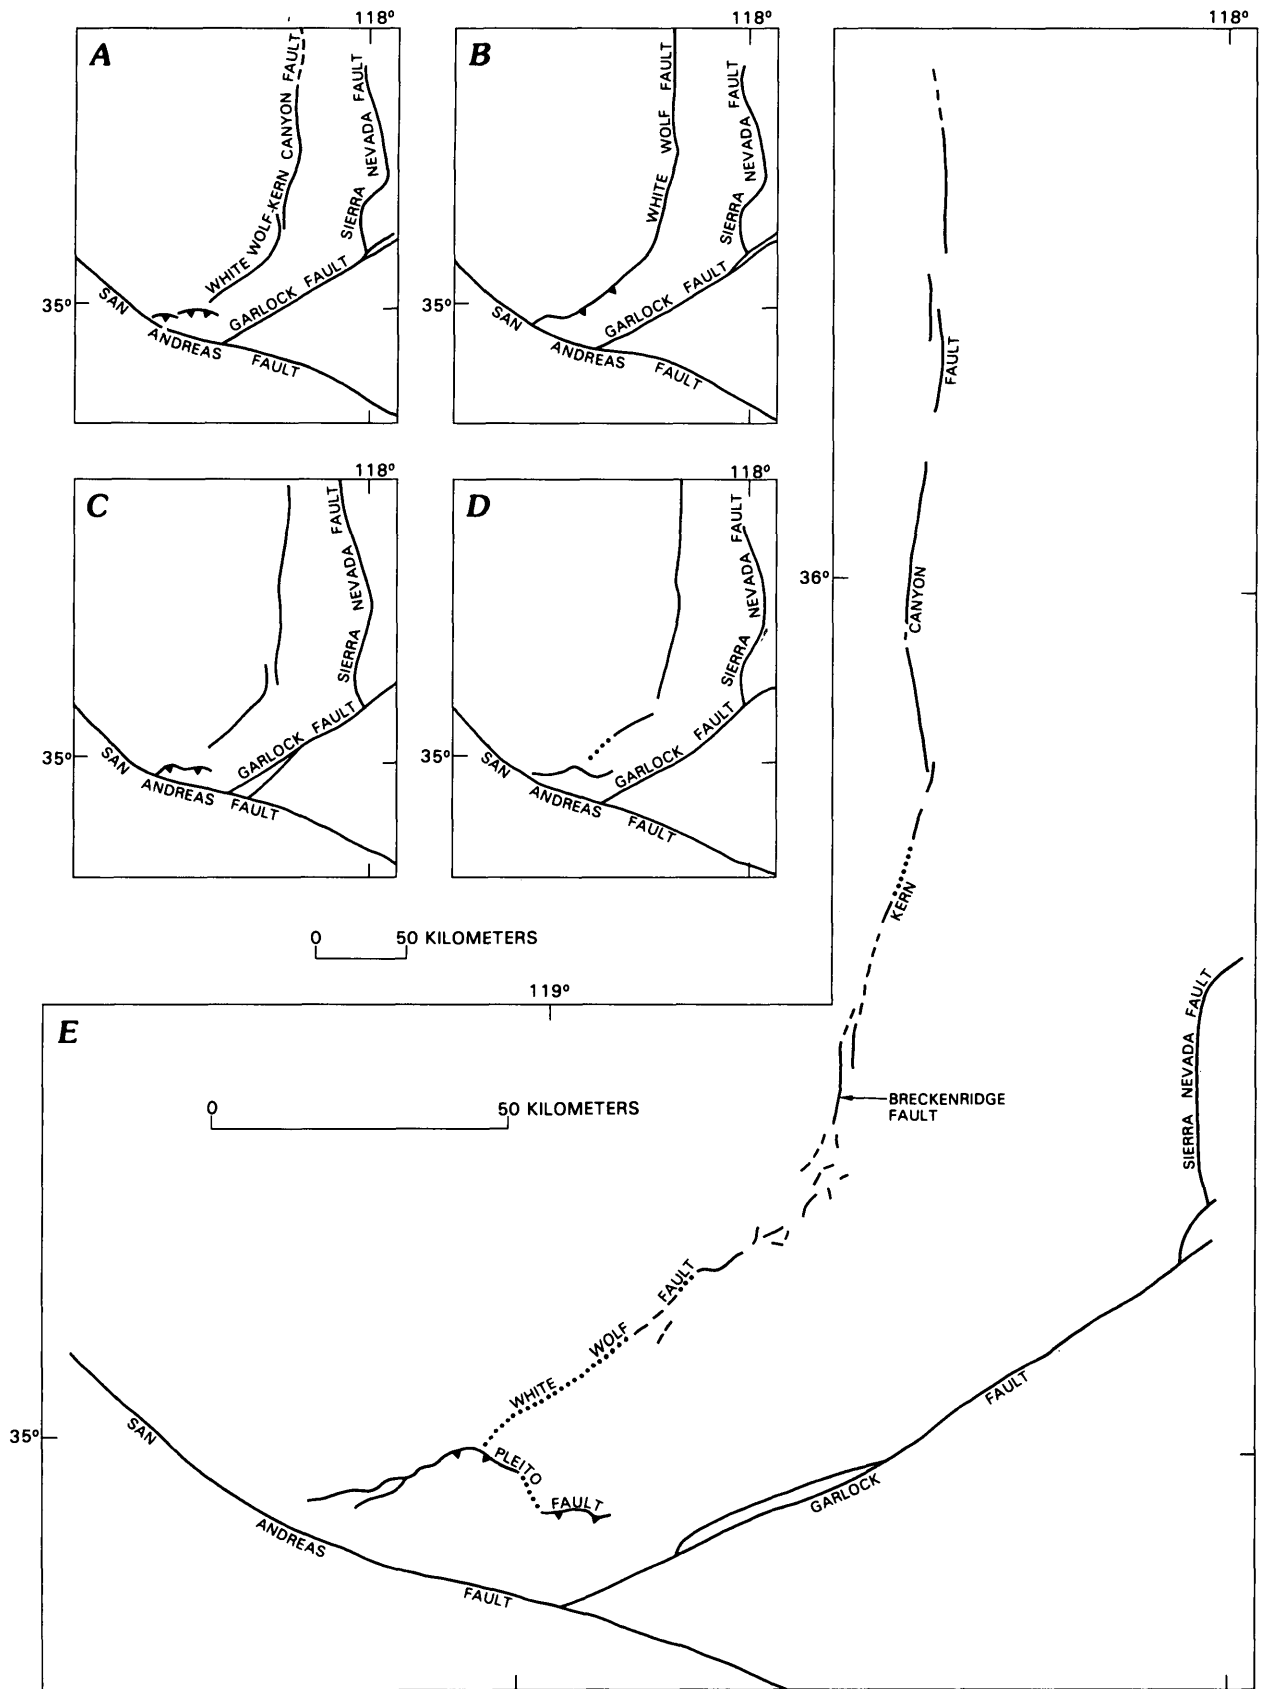 A
118°
WHITE WOLF-KERN CANYON FAULT
SIERRA NEVADA FAULT
35°
SAN ANDREAS FAULT
GARLOCK FAULT
B
118°
WHITE WOLF FAULT
SIERRA NEVADA FAULT
35°
SAN ANDREAS FAULT
GARLOCK FAULT
C
118°
SIERRA NEVADA FAULT
35°
SAN ANDREAS FAULT
GARLOCK FAULT
D
118°
SIERRA NEVADA FAULT
35°
SAN ANDREAS FAULT
GARLOCK FAULT
0 50 KILOMETERS
E
118°
36°
119°
35°
KERN CANYON FAULT
0 50 KILOMETERS
BRECKENRIDGE
FAULT
SIERRA NEVADA FAULT
WHITE WOLF FAULT
PLEITO FAULT
SAN ANDREAS FAULT
GARLOCK FAULT